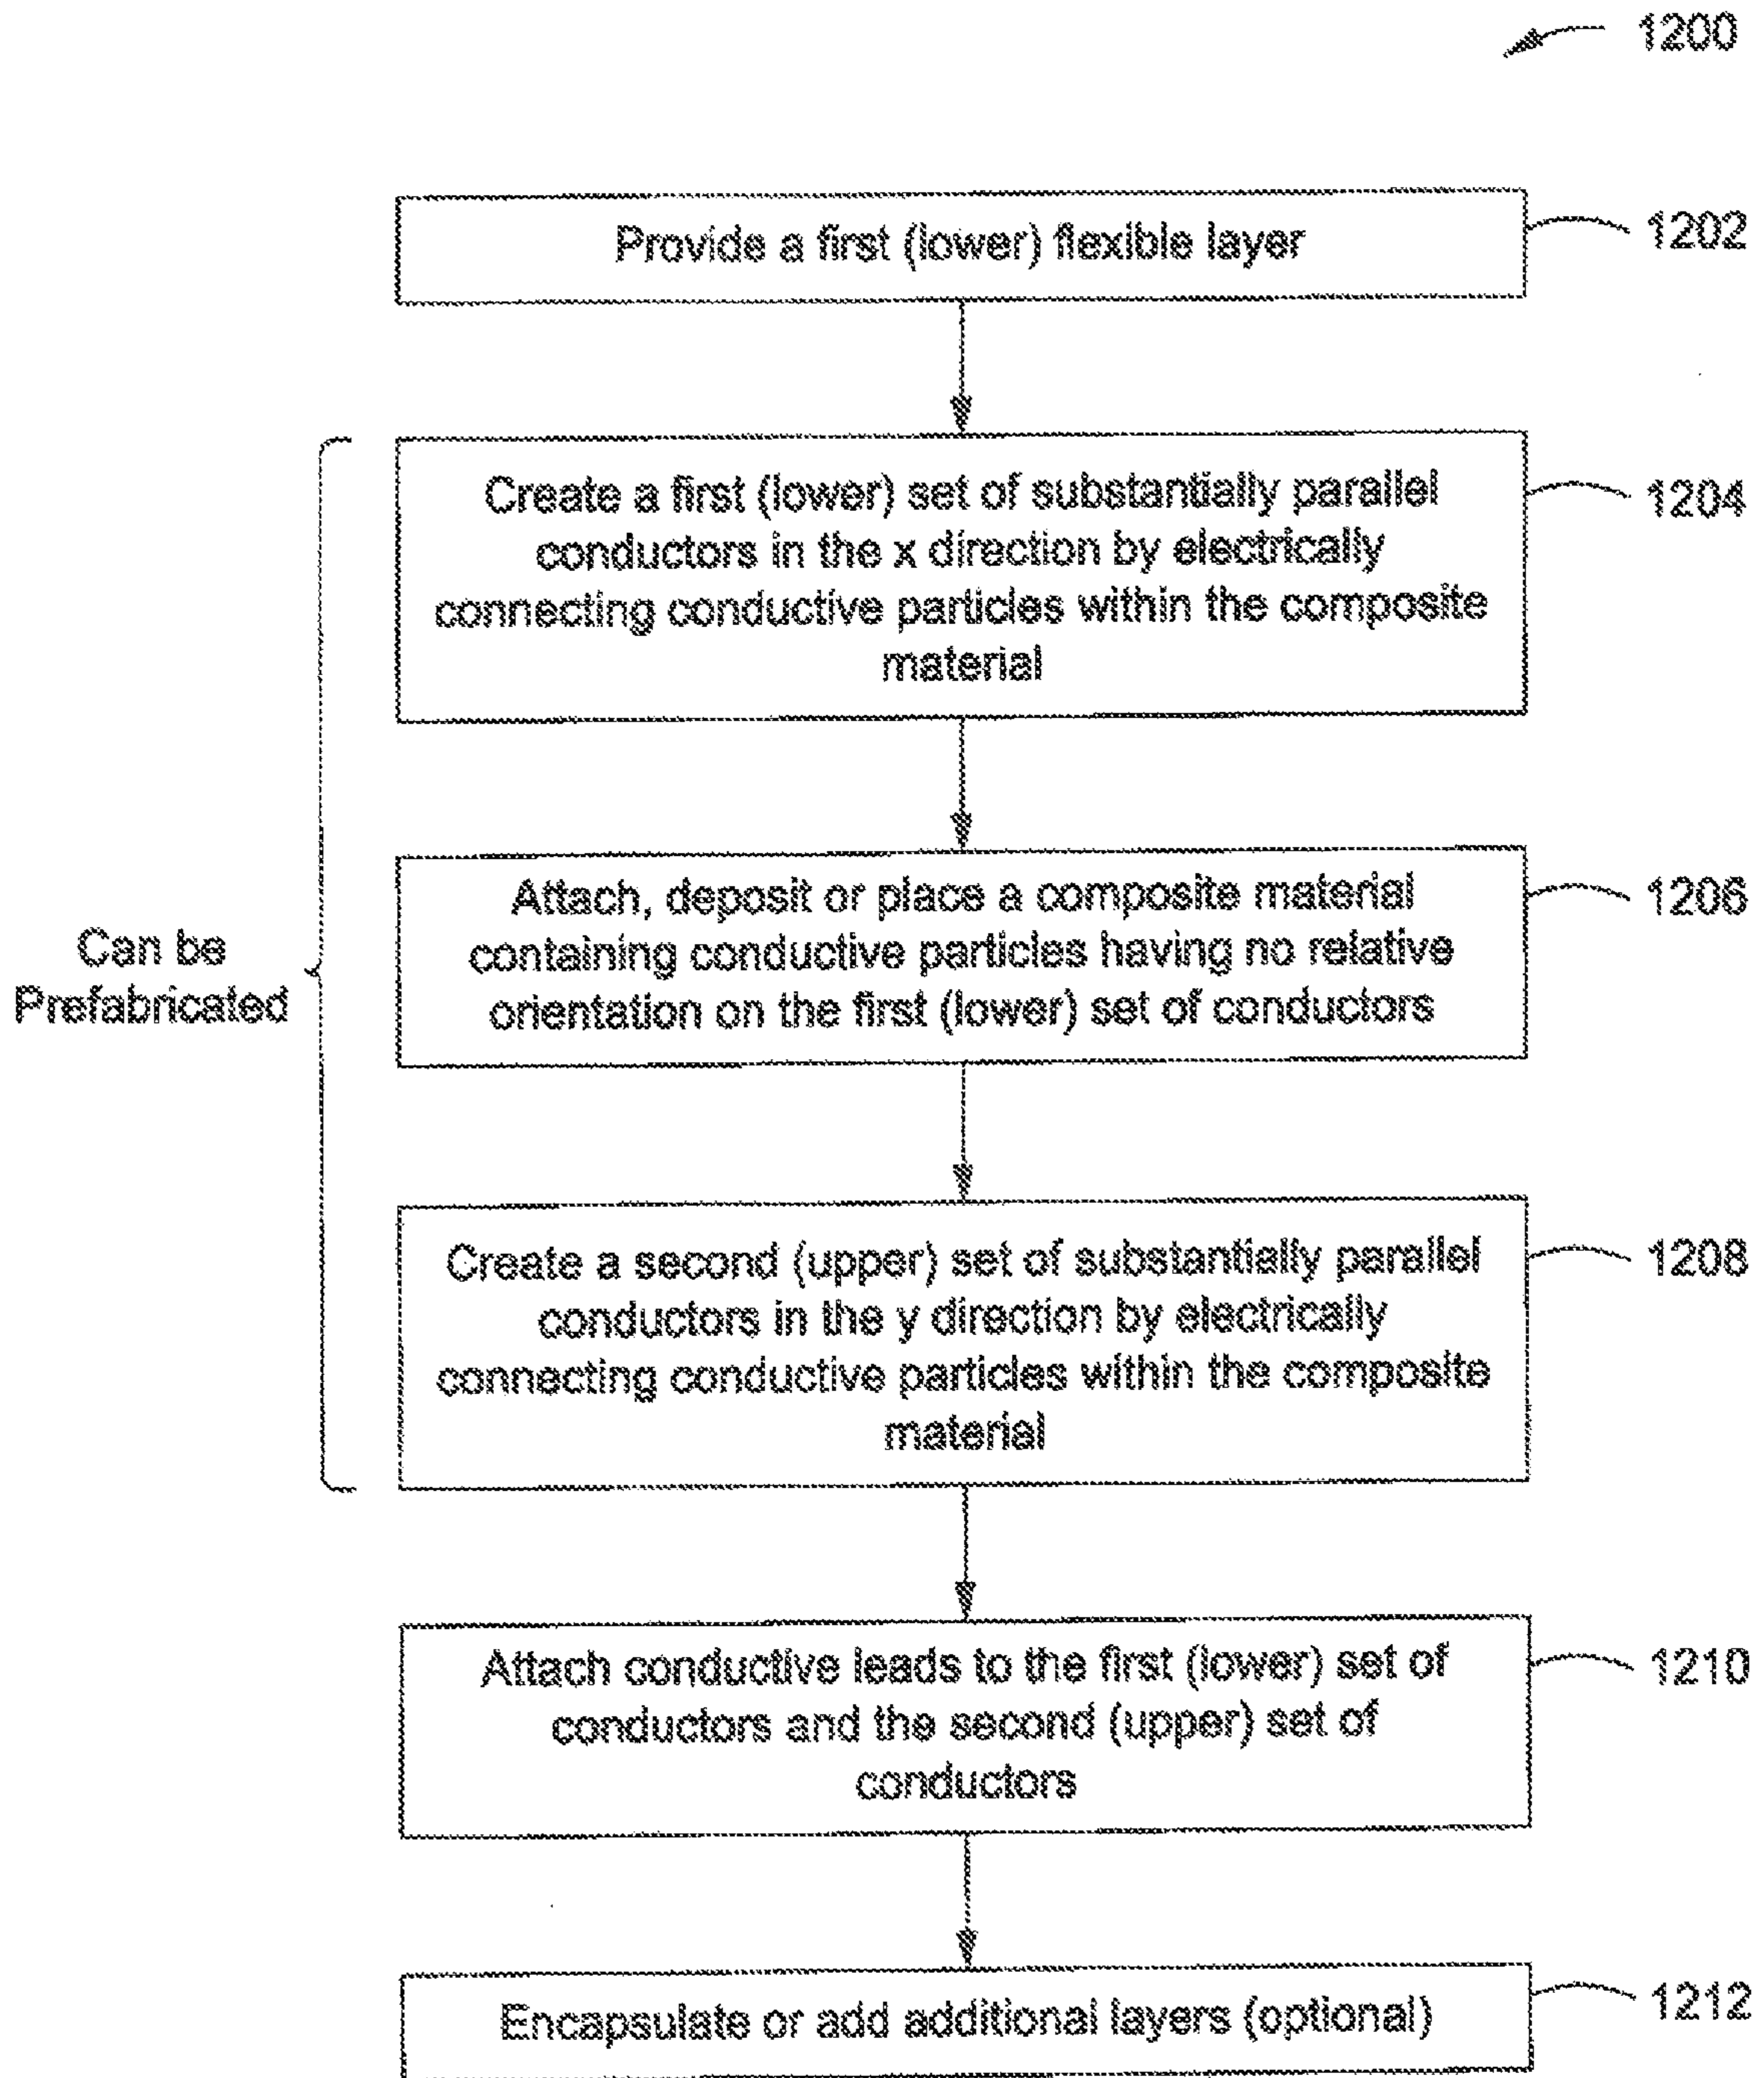 1200
Provide a first (lower) flexible layer
1202
Create a first (lower) set of substantially parallel
conductors in the x direction by electrically
connecting conductive particles within the composite
material
1204
Attach, deposit or place a composite material
containing conductive particles having no relative
orientation on the first (lower) set of conductors
1206
Can be
Prefabricated
Create a second (upper) set of substantially parallel
conductors in the y direction by electrically
connecting conductive particles within the composite
material
1208
Attach conductive leads to the first (lower) set of
conductors and the second (upper) set of
conductors
1210
Encapsulate or add additional layers (optional)
1212